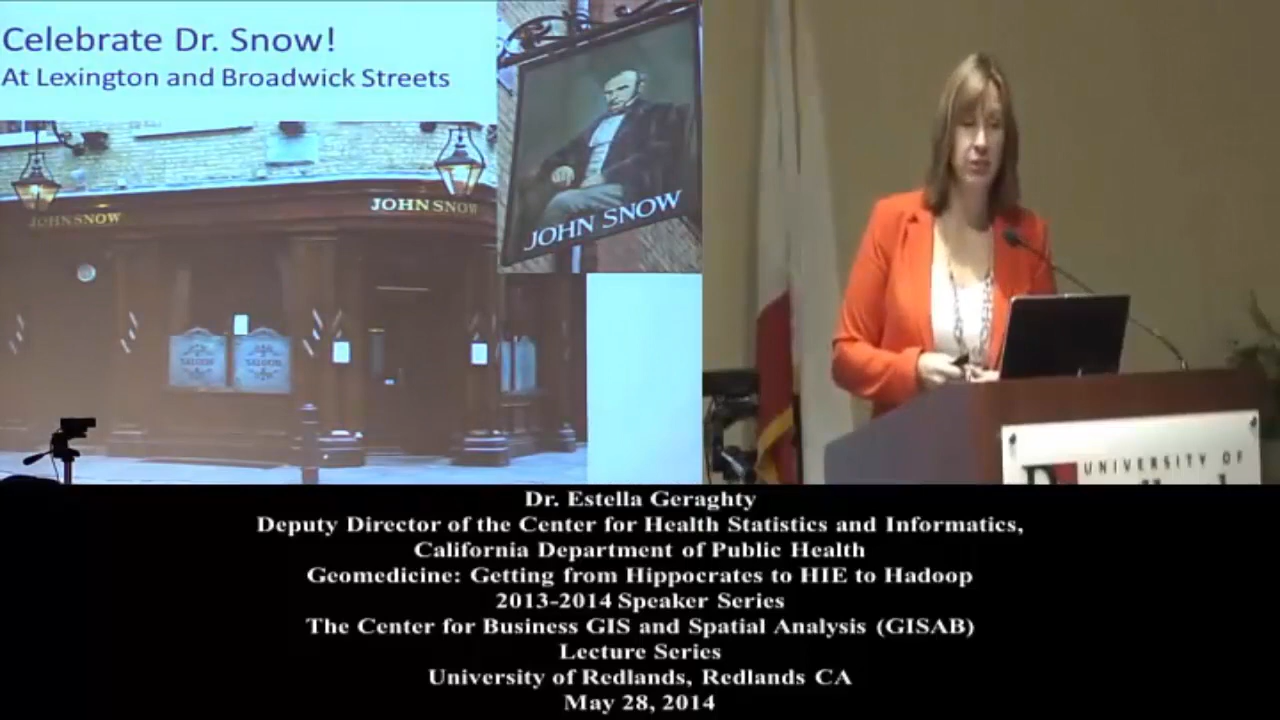 Celebrate Dr. Snow!
At Lexington and Broadwick Streets
JOHN SNOW
JOHN SNOW
JOHN SNOW
SALOON
SALOON
UNIVERSITY OF
Dr. Estella Geraghty
Deputy Director of the Center for Health Statistics and Informatics,
California Department of Public Health
Geomedicine: Getting from Hippocrates to HIE to Hadoop
2013-2014 Speaker Series
The Center for Business GIS and Spatial Analysis (GISAB)
Lecture Series
University of Redlands, Redlands CA
May 28, 2014